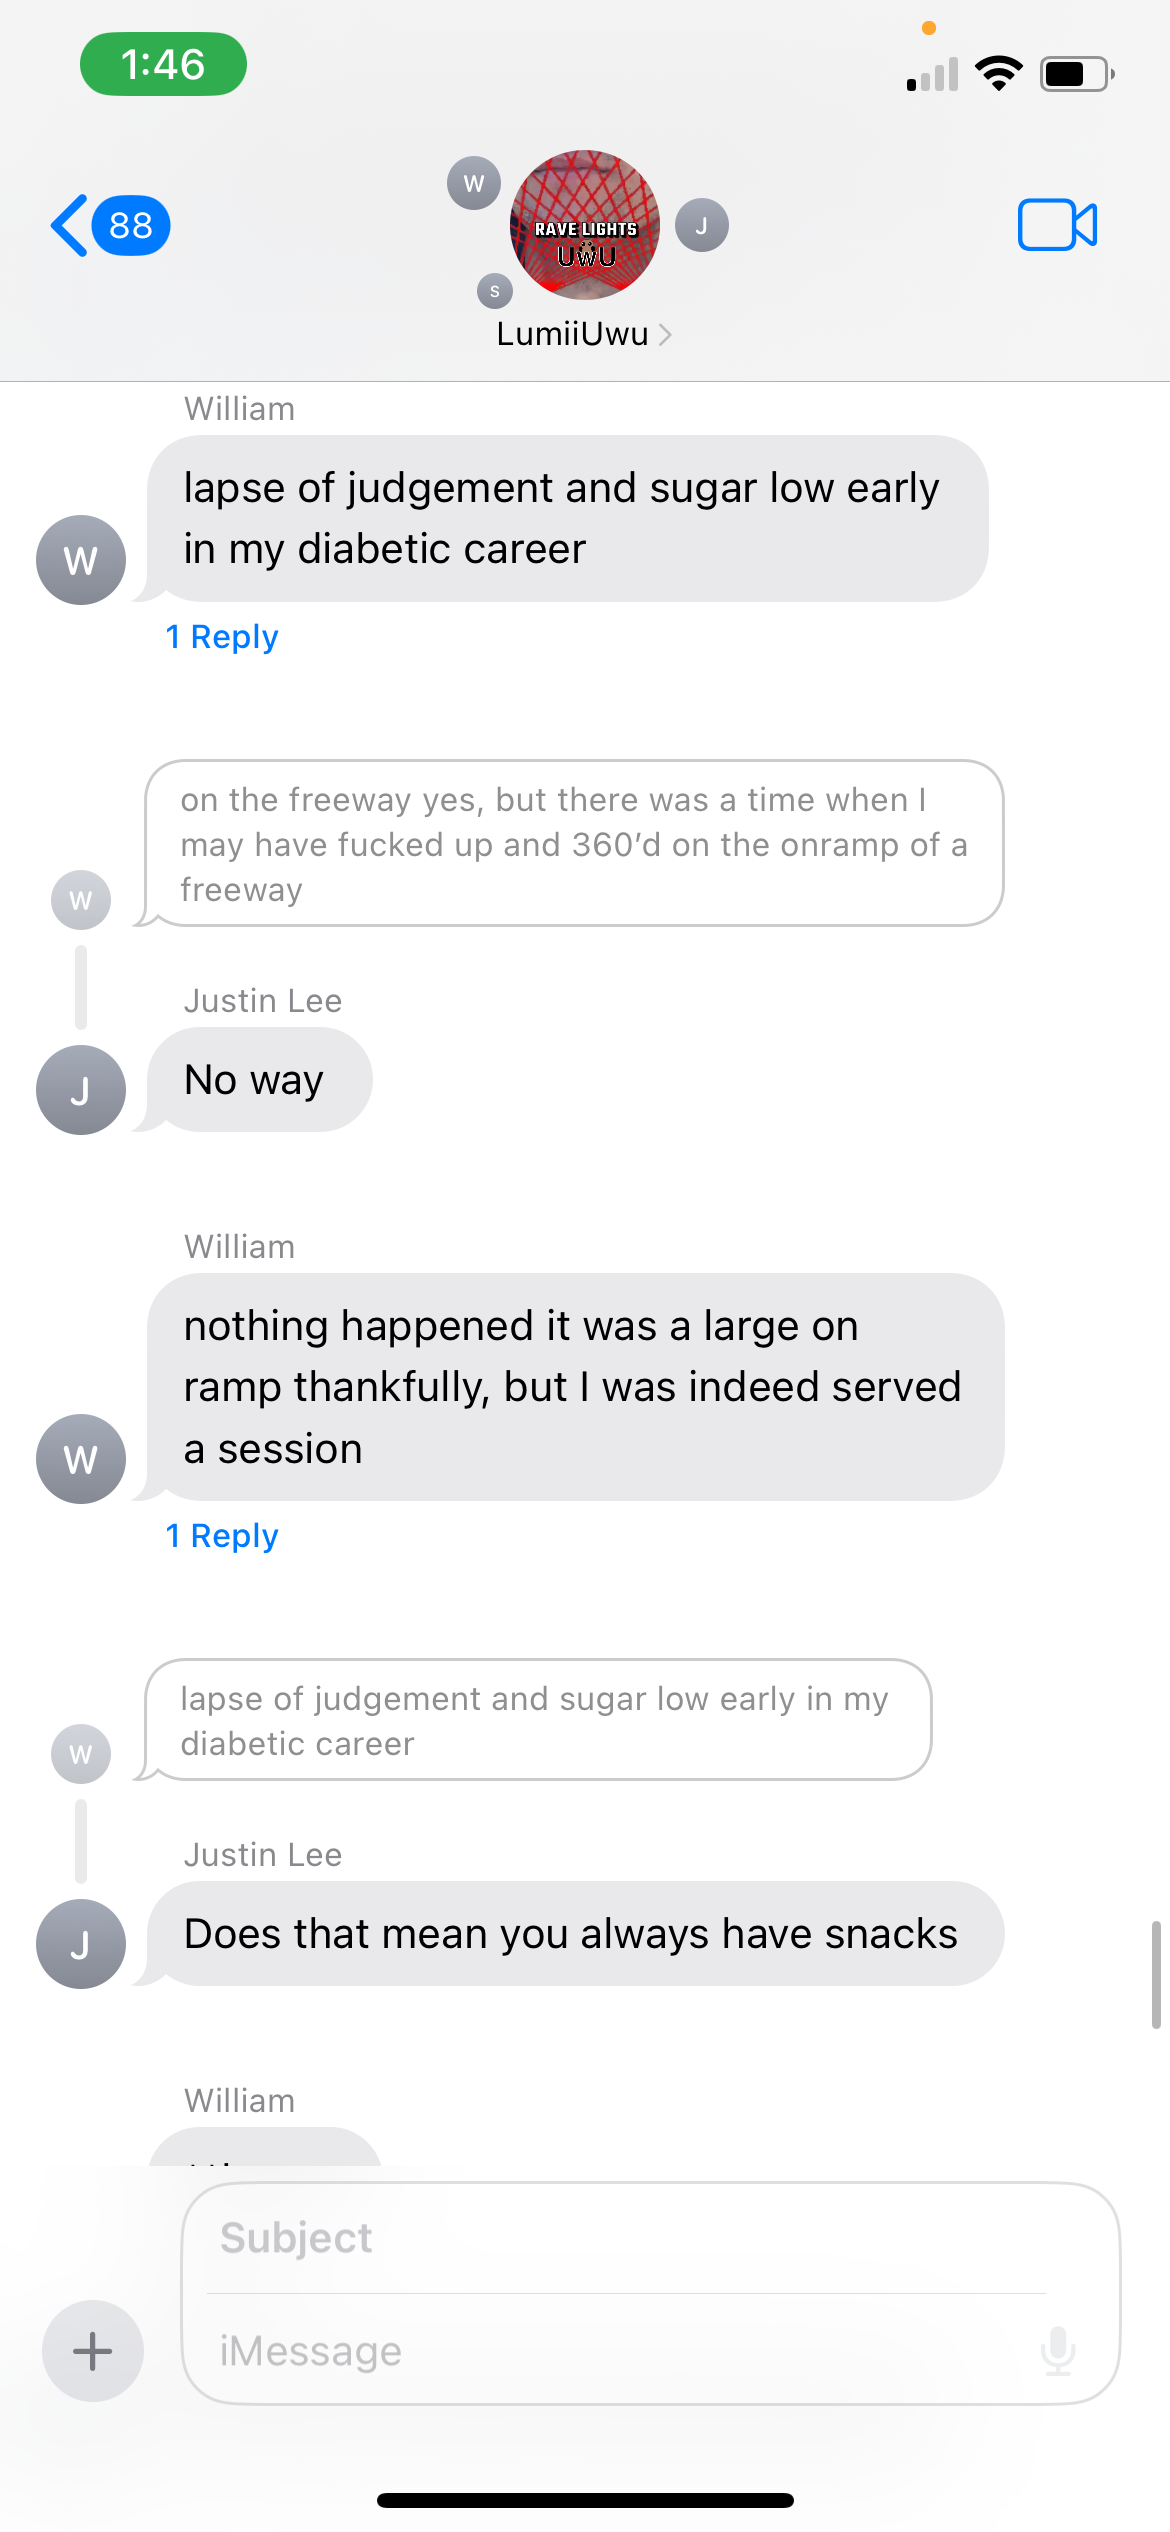 1:46
88
W
J
S
RAVE LIGHTS
UWU
LumiiUwu
William
lapse of judgement and sugar low early
in my diabetic career
W
1 Reply
on the freeway yes, but there was a time when I
may have fucked up and 360’d on the onramp of a
freeway
W
Justin Lee
No way
J
William
nothing happened it was a large on
ramp thankfully, but I was indeed served
a session
W
1 Reply
lapse of judgement and sugar low early in my
diabetic career
W
Justin Lee
Does that mean you always have snacks
J
William
Subject
iMessage